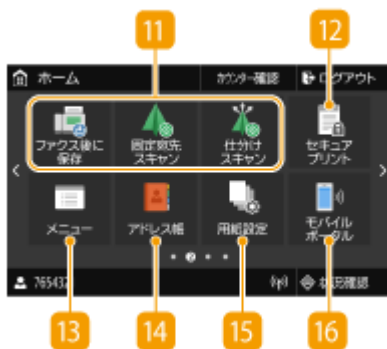 11
12
ホーム
カウンター確認
ログアウト
ファクス後に
保存
固定宛先
スキャン
仕分け
スキャン
セキュア
プリント
メニュー
アドレス帳
用紙設定
モバイル
ポータル
状況確認
13
14
15
16